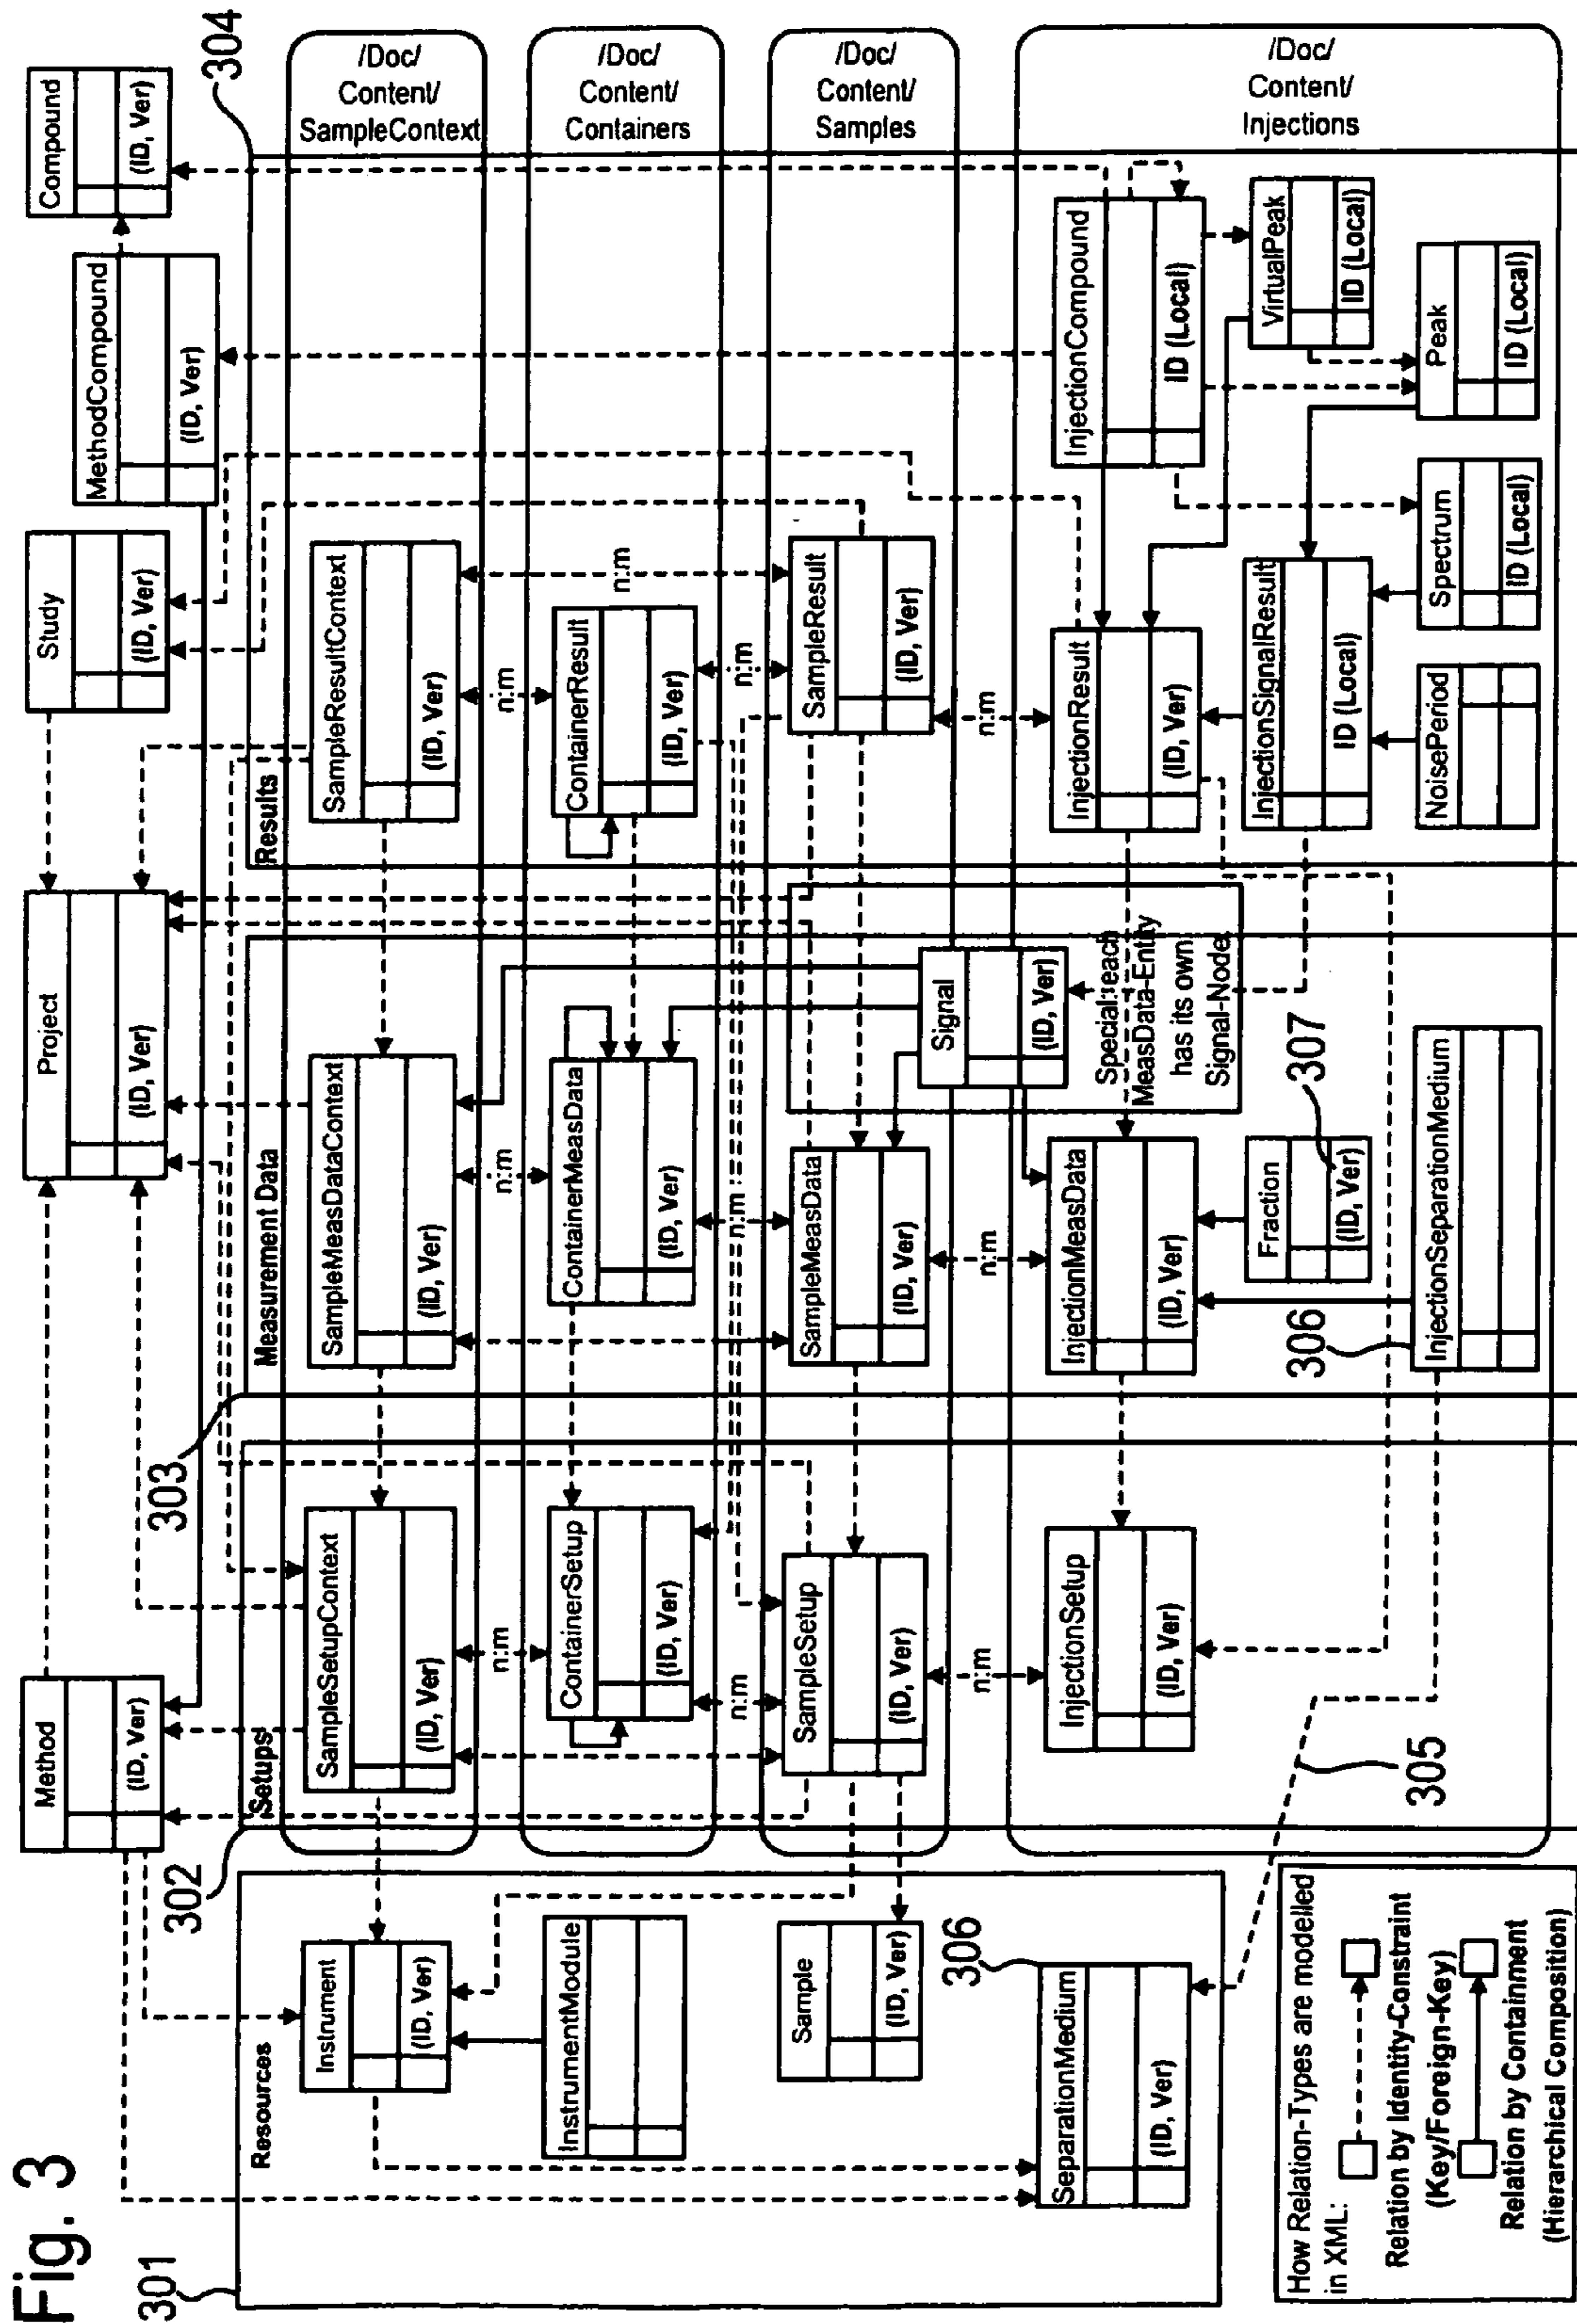 Fig. 3
301
302
303
304
Method
(ID, Ver)
Project
(ID, Ver)
Study
(ID, Ver)
MethodCompound
(ID, Ver)
Compound
(ID, Ver)
Resources
Instrument
(ID, Ver)
InstrumentModule
Sample
(ID, Ver)
306
SeparationMedium
(ID, Ver)
Setups
SampleSetupContext
(ID, Ver)
n:m
ContainerSetup
(ID, Ver)
n:m
SampleSetup
(ID, Ver)
n:m
InjectionSetup
(ID, Ver)
305
Measurement Data
SampleMeasDataContext
(ID, Ver)
n:m
ContainerMeasData
(ID, Ver)
n:m
SampleMeasData
(ID, Ver)
n:m
Signal
(ID, Ver)
Special: each
MeasData-Entity
has its own
Signal-Node
InjectionMeasData
(ID, Ver)
Fraction
(ID, Ver)
307
306
InjectionSeparationMedium
Results
SampleResultContext
(ID, Ver)
n:m
n:m
ContainerResult
(ID, Ver)
n:m
SampleResult
(ID, Ver)
n:m
InjectionResult
(ID, Ver)
InjectionSignalResult
ID (Local)
NoisePeriod
Spectrum
ID (Local)
InjectionCompound
ID (Local)
VirtualPeak
ID (Local)
Peak
ID (Local)
/Doc/
Content/
SampleContext
/Doc/
Content/
Containers
/Doc/
Content/
Samples
/Doc/
Content/
Injections
How Relation-Types are modelled
in XML:
Relation by Identity-Constraint
(Key/Foreign-Key)
Relation by Containment
(Hierarchical Composition)